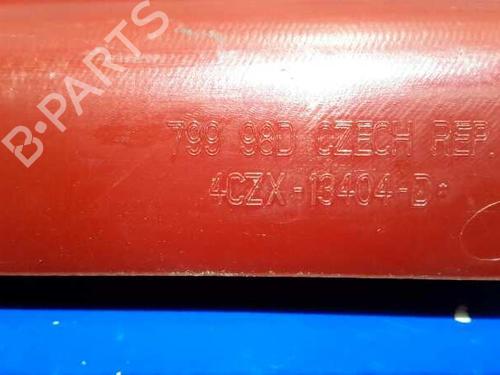 B-PARTS
799 98D CZECH REP.
4CZX-13404-D